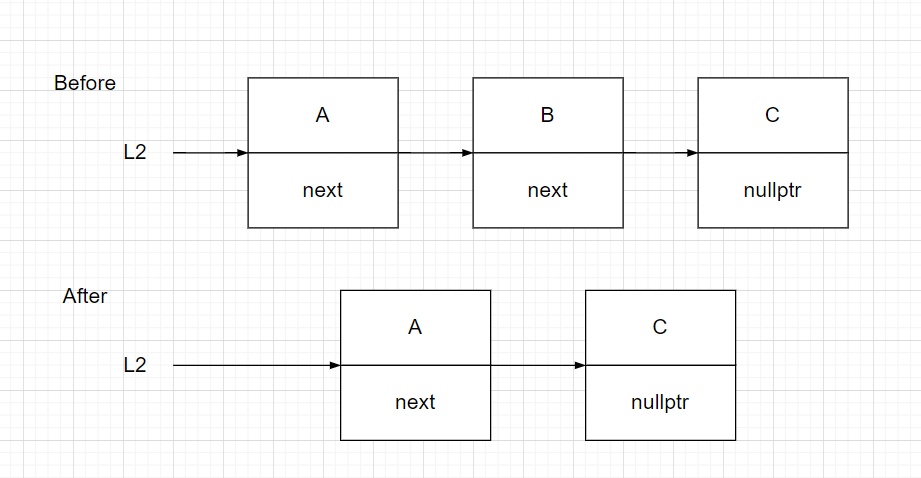 Before
L2
A
B
C
next
next
nullptr
After
L2
A
C
next
nullptr